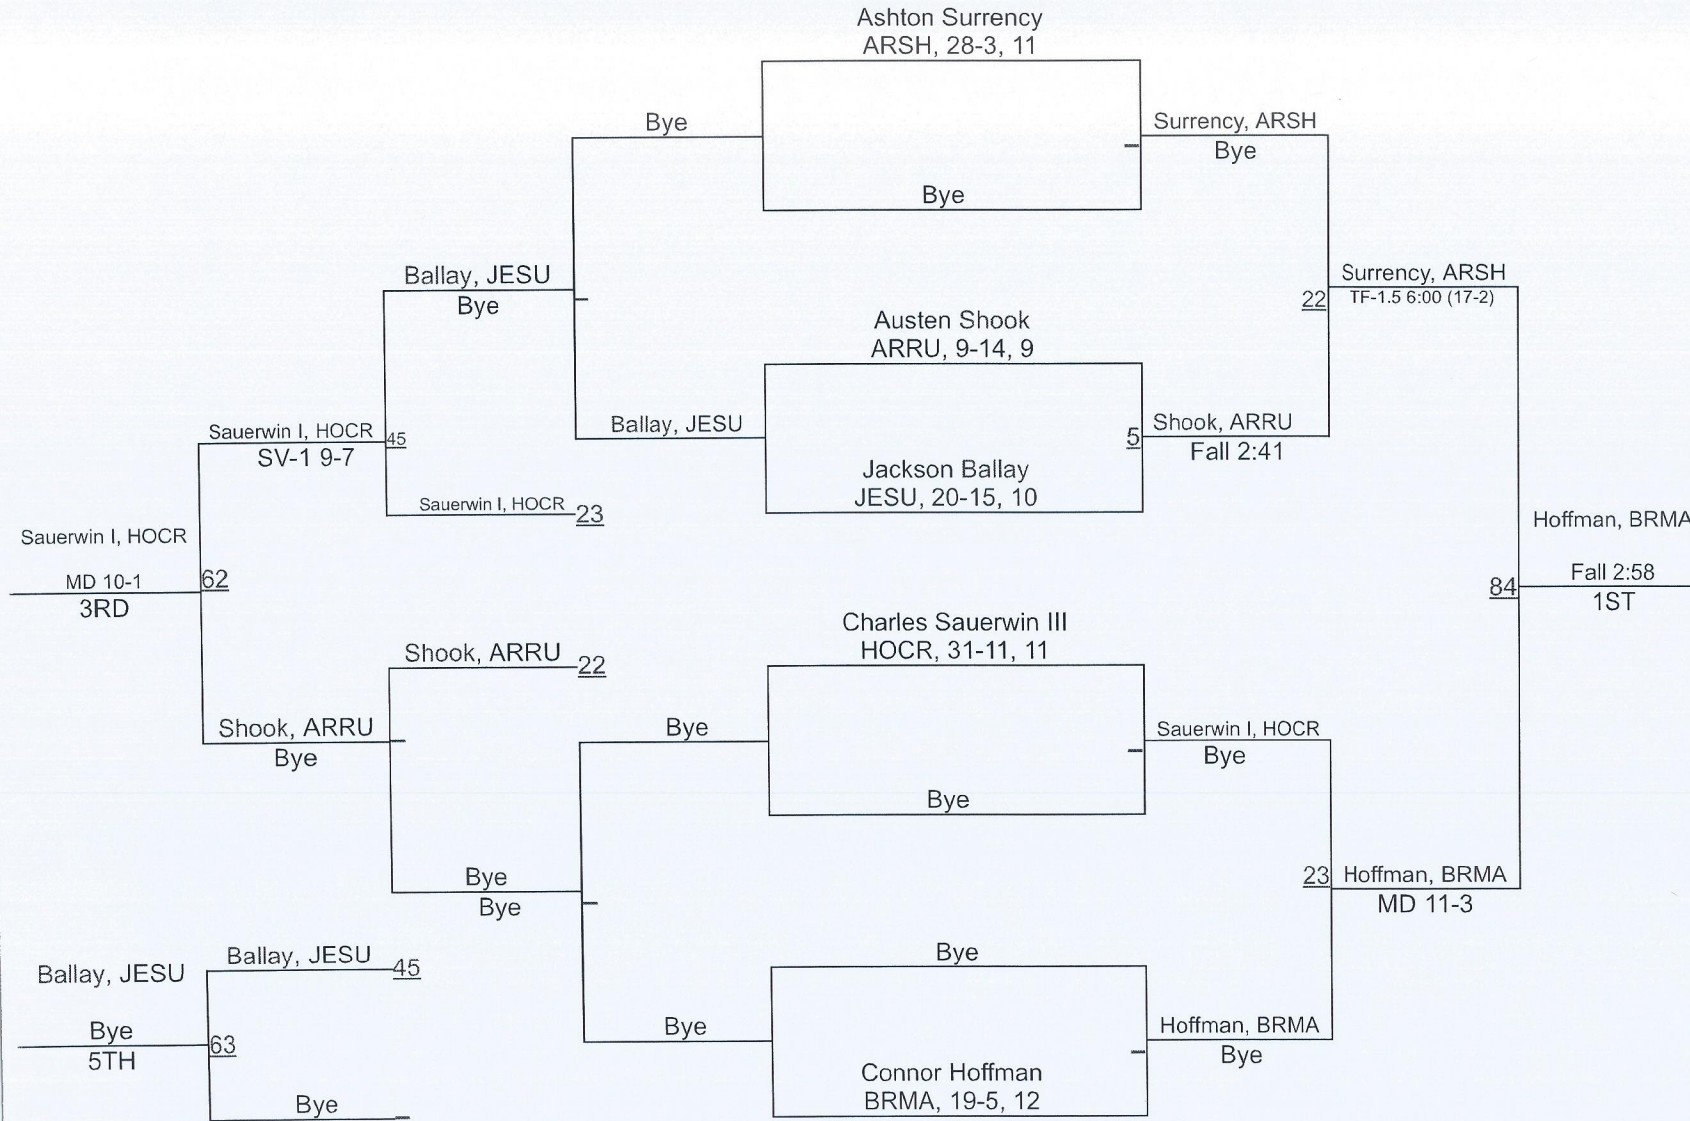 Ashton Surrency
ARSH, 28-3, 11
Bye
Surrency, ARSH
Bye
Bye
Ballay, JESU
Bye
Surrency, ARSH
22
TF-1.5 6:00 (17-2)
Austen Shook
ARRU, 9-14, 9
Ballay, JESU
5
Shook, ARRU
Fall 2:41
Sauerwin I, HOCR
45
SV-1 9-7
Jackson Ballay
JESU, 20-15, 10
Sauerwin I, HOCR
23
Hoffman, BRMA
Sauerwin I, HOCR
MD 10-1
62
3RD
84
Fall 2:58
1ST
Charles Sauerwin III
HOCR, 31-11, 11
Shook, ARRU
22
Shook, ARRU
Bye
Bye
Sauerwin I, HOCR
Bye
Bye
Bye
Bye
23
Hoffman, BRMA
MD 11-3
Bye
Ballay, JESU
45
Ballay, JESU
Bye
63
5TH
Bye
Hoffman, BRMA
Bye
Connor Hoffman
BRMA, 19-5, 12
Bye